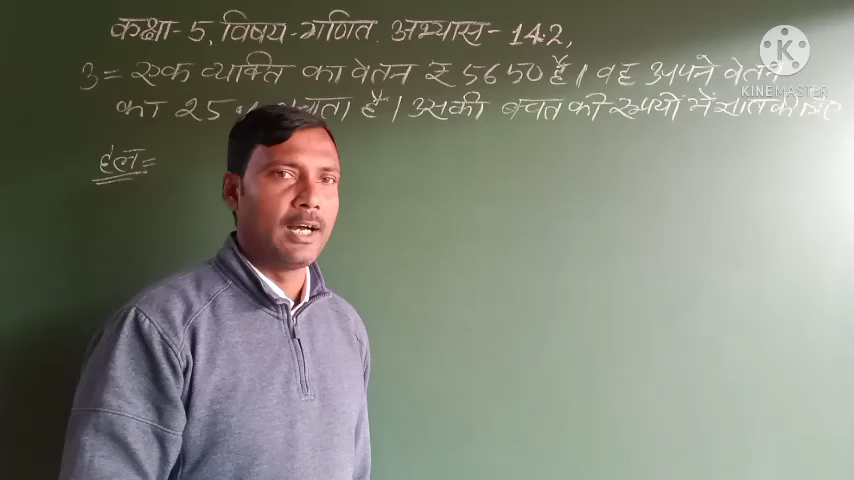 कक्षा - 5, विषय - गणित. अभ्यास - 14.2,
3 = एक व्यक्ति का वेतन ₹ 5650 है। वह अपने वेतन
का 25 है। उसकी बचत को रूपयों में ज्ञात कीजिए
हल =
K
KINEMASTER